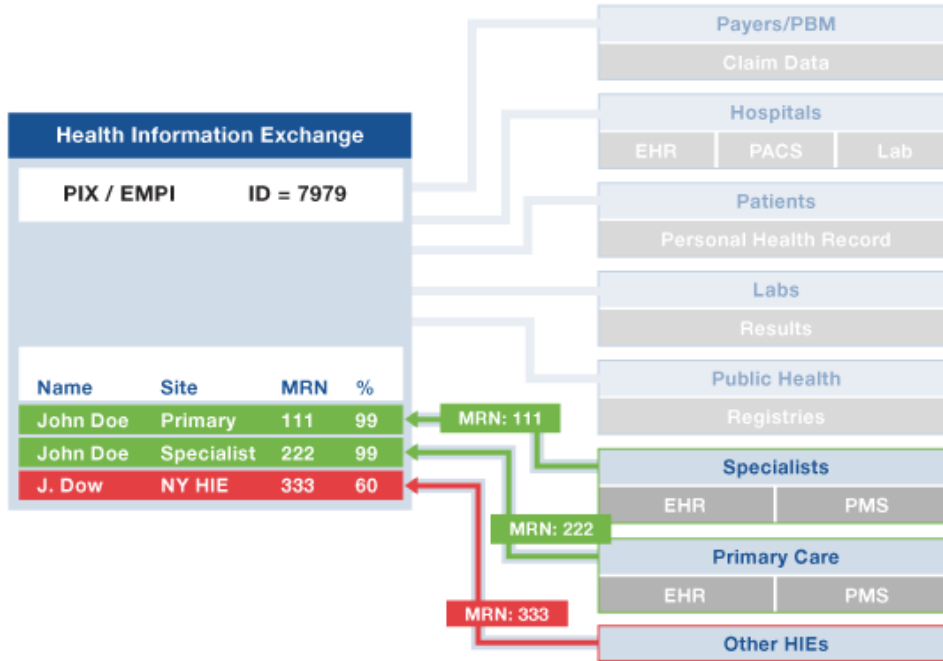 Health Information Exchange
PIX / EMPI ID = 7979
Name Site MRN %
John Doe Primary 111 99
John Doe Specialist 222 99
J. Dow NY HIE 333 60
MRN: 111
MRN: 222
MRN: 333
Payers/PBM
Claim Data
Hospitals
EHR PACS Lab
Patients
Personal Health Record
Labs
Results
Public Health
Registries
Specialists
EHR PMS
Primary Care
EHR PMS
Other HIEs